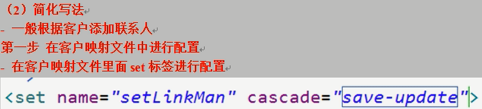 （2）简化写法
- 一般根据客户添加联系人
第一步 在客户映射文件中进行配置
- 在客户映射文件里面 set 标签进行配置
<set name="setLinkMan" cascade="save-update">